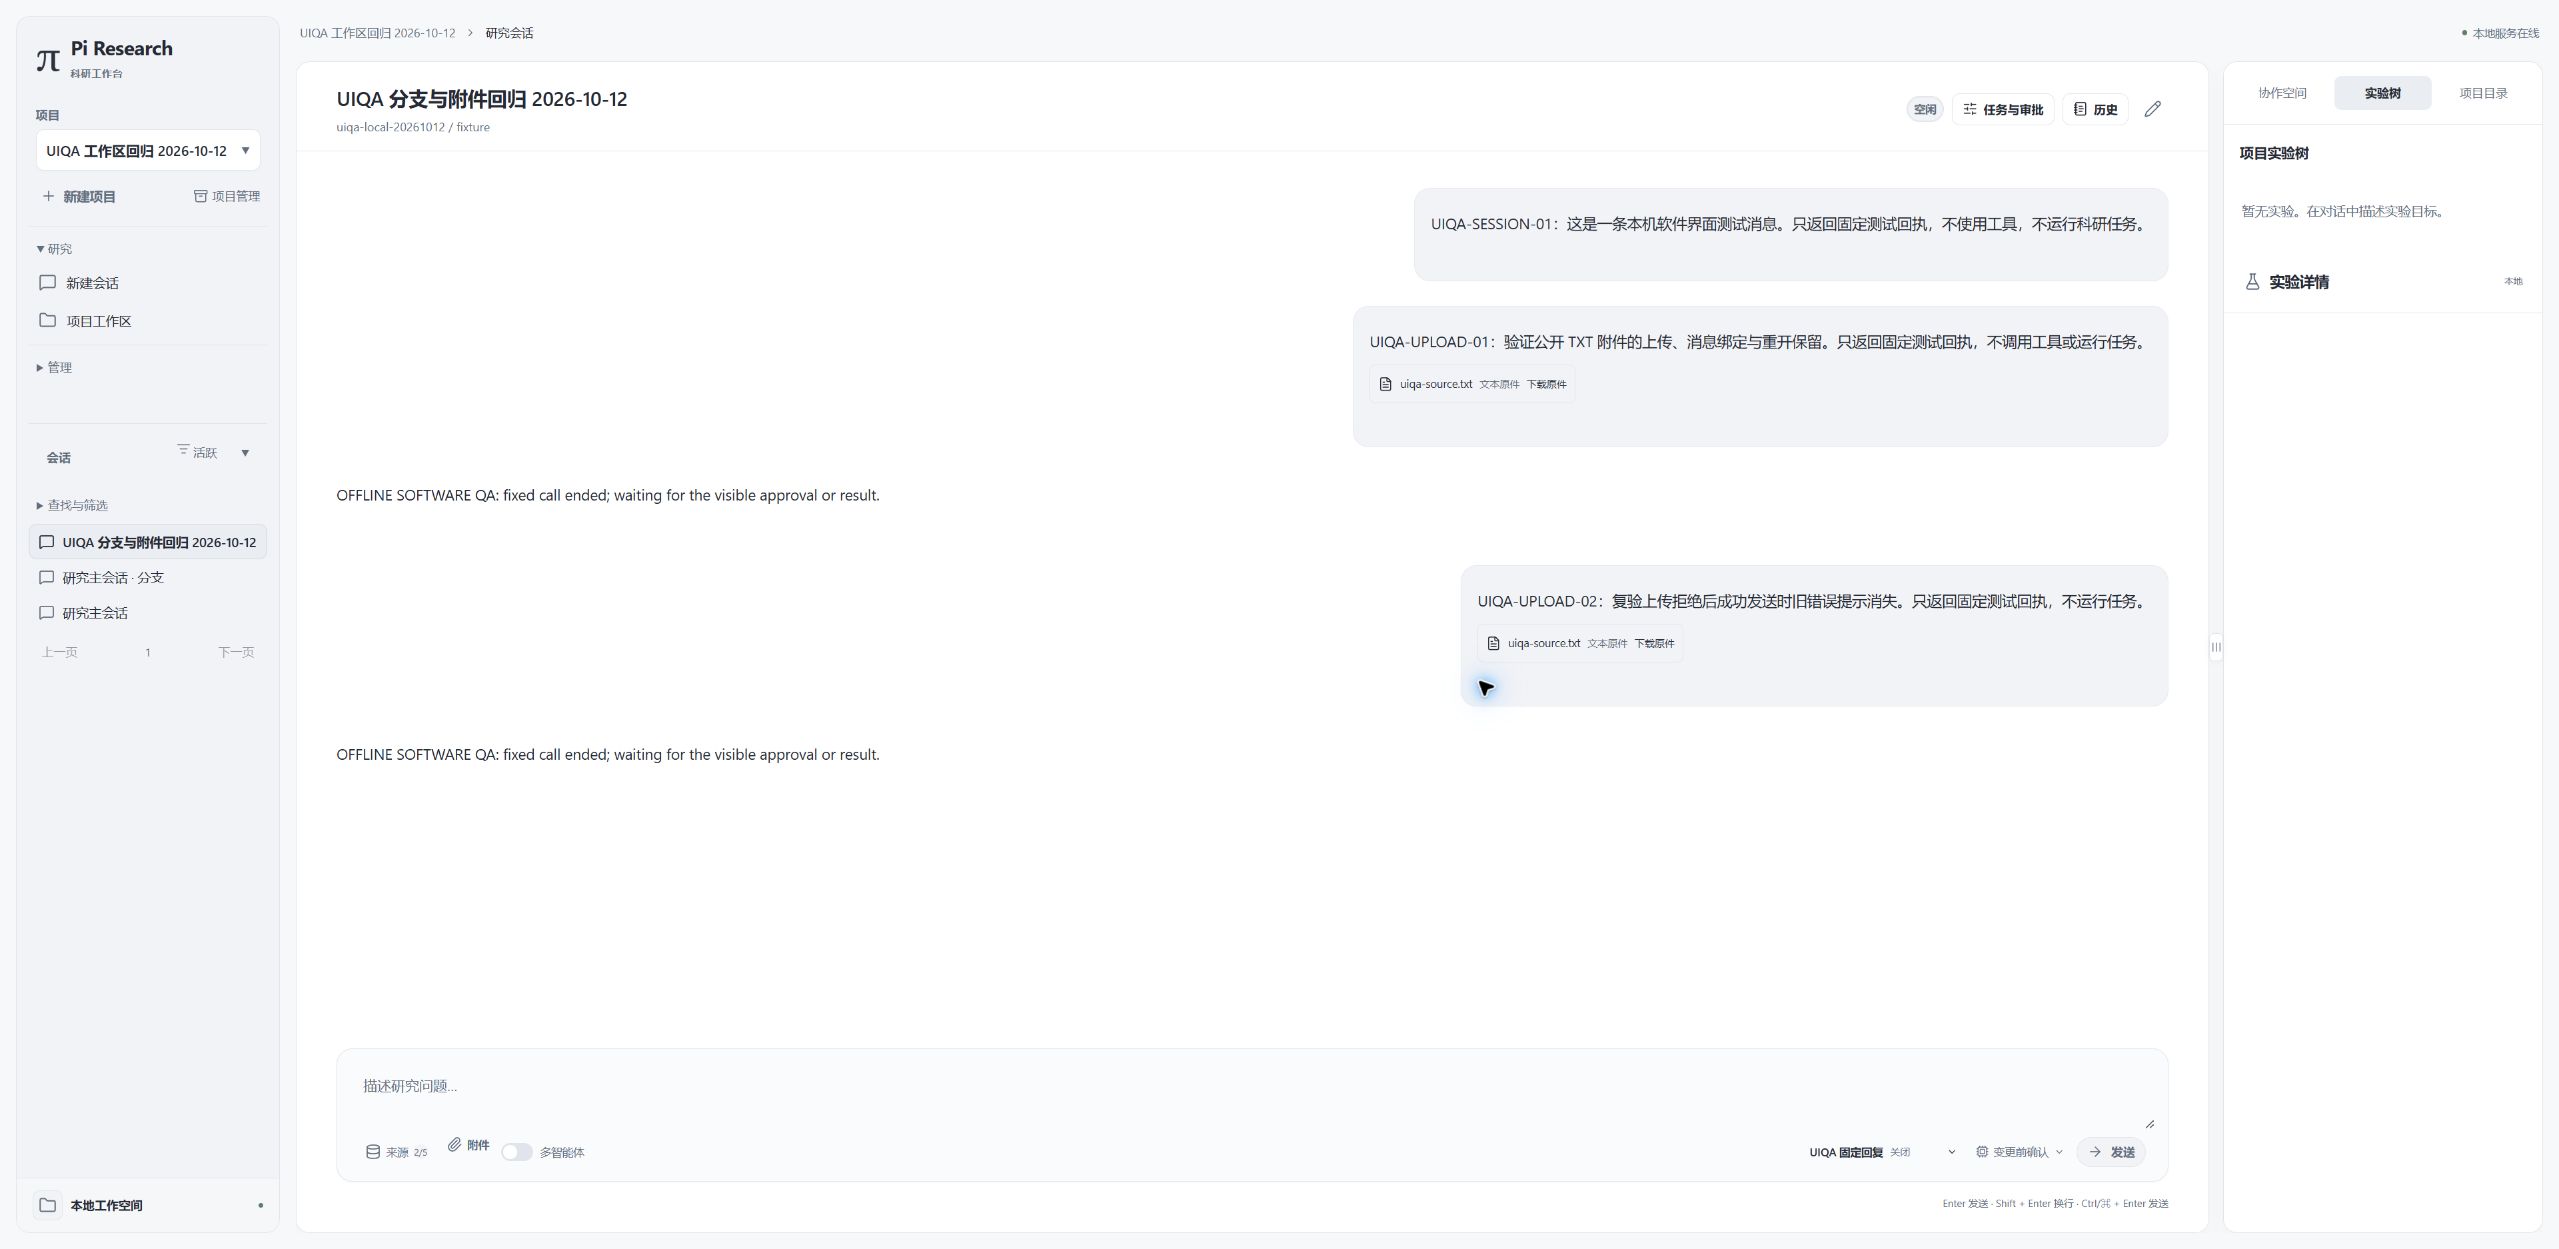 Pi Research
科研工作台
项目
UIQA 工作区回归 2026-10-12
新建项目
项目管理
研究
新建会话
项目工作区
管理
会话
活跃
查找与筛选
UIQA 分支与附件回归 2026-10-12
研究主会话 · 分支
研究主会话
上一页 1 下一页
本地工作空间
UIQA 工作区回归 2026-10-12 > 研究会话
本地服务在线
UIQA 分支与附件回归 2026-10-12
uiqa-local-20261012 / fixture
空闲
任务与审批
历史
UIQA-SESSION-01：这是一条本机软件界面测试消息。只返回固定测试回执，不使用工具，不运行科研任务。
UIQA-UPLOAD-01：验证公开 TXT 附件的上传、消息绑定与重开保留。只返回固定测试回执，不调用工具或运行任务。
uiqa-source.txt 文本原件 下载原件
OFFLINE SOFTWARE QA: fixed call ended; waiting for the visible approval or result.
UIQA-UPLOAD-02：复验上传拒绝后成功发送时旧错误提示消失。只返回固定测试回执，不运行任务。
uiqa-source.txt 文本原件 下载原件
OFFLINE SOFTWARE QA: fixed call ended; waiting for the visible approval or result.
描述研究问题...
来源 2/5
附件
多智能体
UIQA 固定回复 关闭
变更前确认
发送
Enter 发送 · Shift + Enter 换行 · Ctrl/⌘ + Enter 发送
协作空间
实验树
项目目录
项目实验树
暂无实验。在对话中描述实验目标。
实验详情
本地